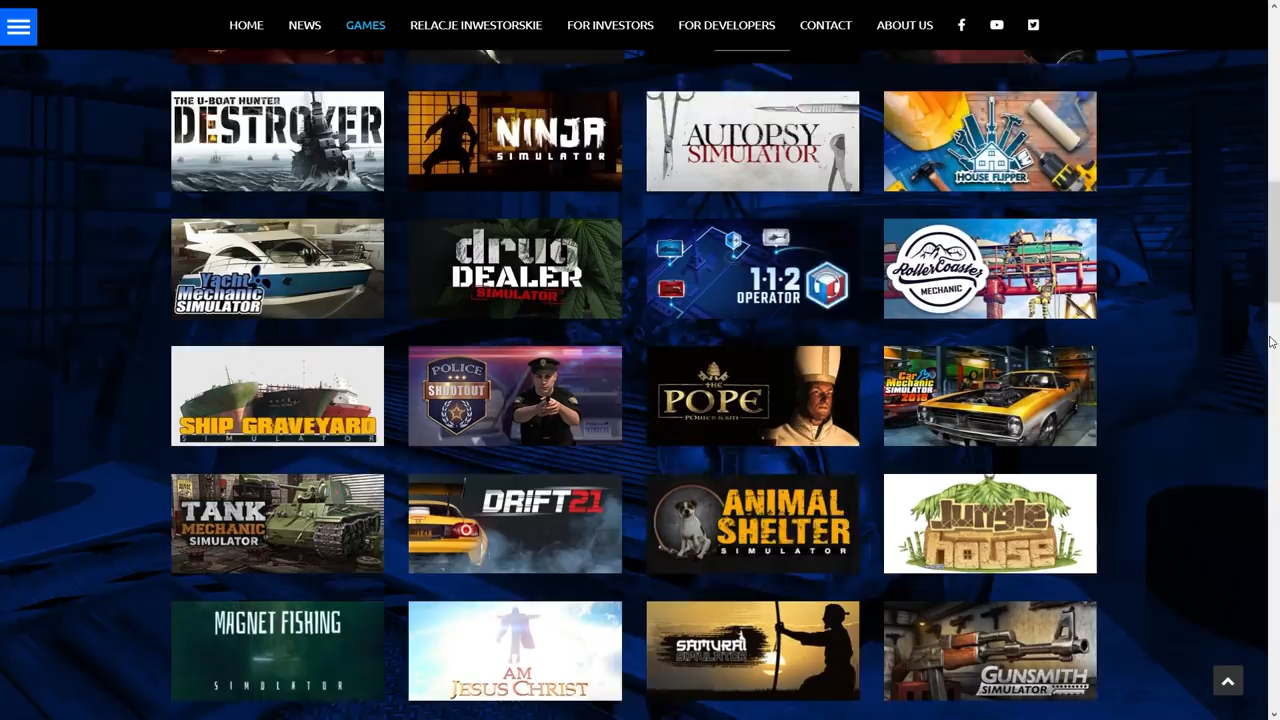 HOME NEWS GAMES RELACJE INWESTORSKIE FOR INVESTORS FOR DEVELOPERS CONTACT ABOUT US
THE U-BOAT HUNTER
DESTROYER
NINJA
SIMULATOR
AUTOPSY
SIMULATOR
HOUSE FLIPPER
Yacht
Mechanic
SIMULATOR
drug
DEALER
SIMULATOR
1·1·2
OPERATOR
RollerCoaster
MECHANIC
SHIP GRAVEYARD
SIMULATOR
POLICE
SHOOTOUT
THE
POPE
POWER & SIN
Car
Mechanic
SIMULATOR
2018
TANK
MECHANIC
SIMULATOR
DRIFT21
ANIMAL
SHELTER
SIMULATOR
Jungle
house
MAGNET FISHING
SIMULATOR
I AM
JESUS CHRIST
SAMURAI
SIMULATOR
GUNSMITH
SIMULATOR